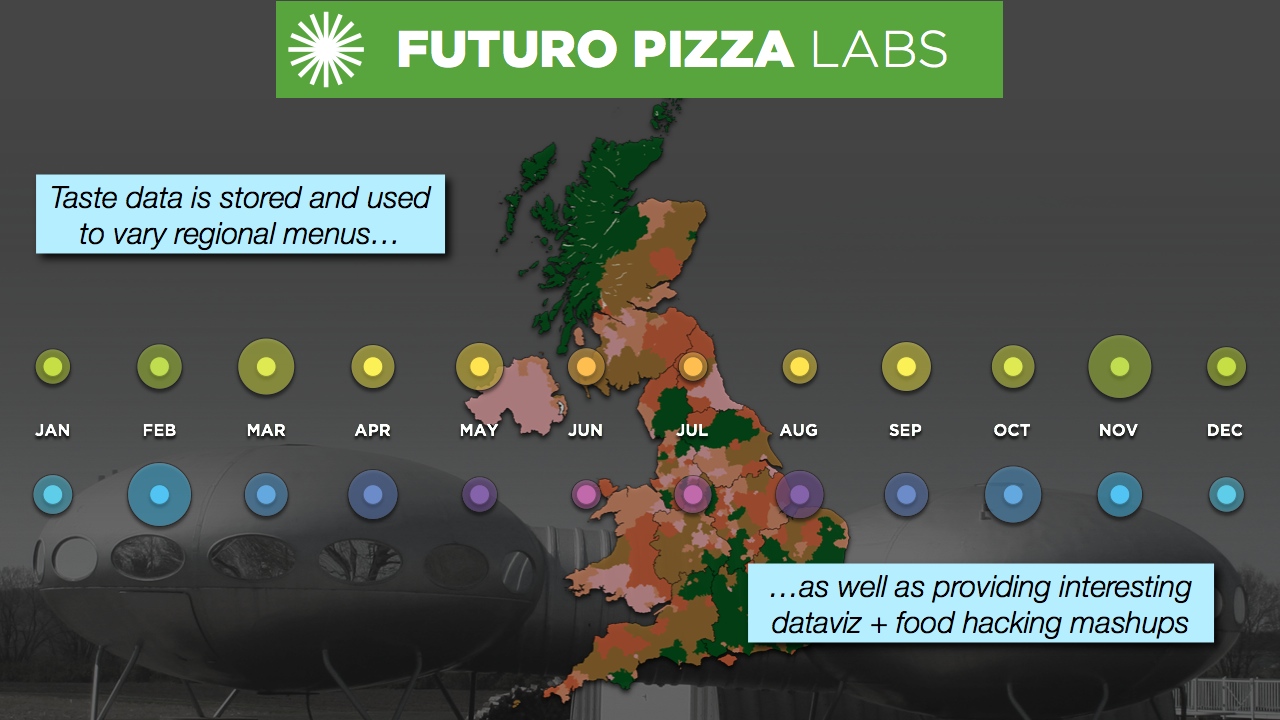 FUTURO PIZZA LABS
Taste data is stored and used
to vary regional menus…
JAN FEB MAR APR MAY JUN JUL AUG SEP OCT NOV DEC
…as well as providing interesting
dataviz + food hacking mashups